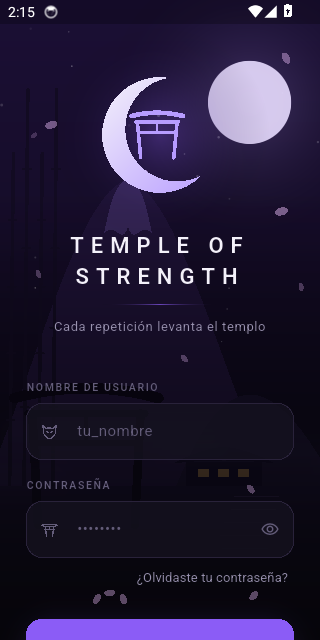 2:15
TEMPLE OF
STRENGTH
Cada repetición levanta el templo
NOMBRE DE USUARIO
tu_nombre
CONTRASEÑA
••••••••
¿Olvidaste tu contraseña?